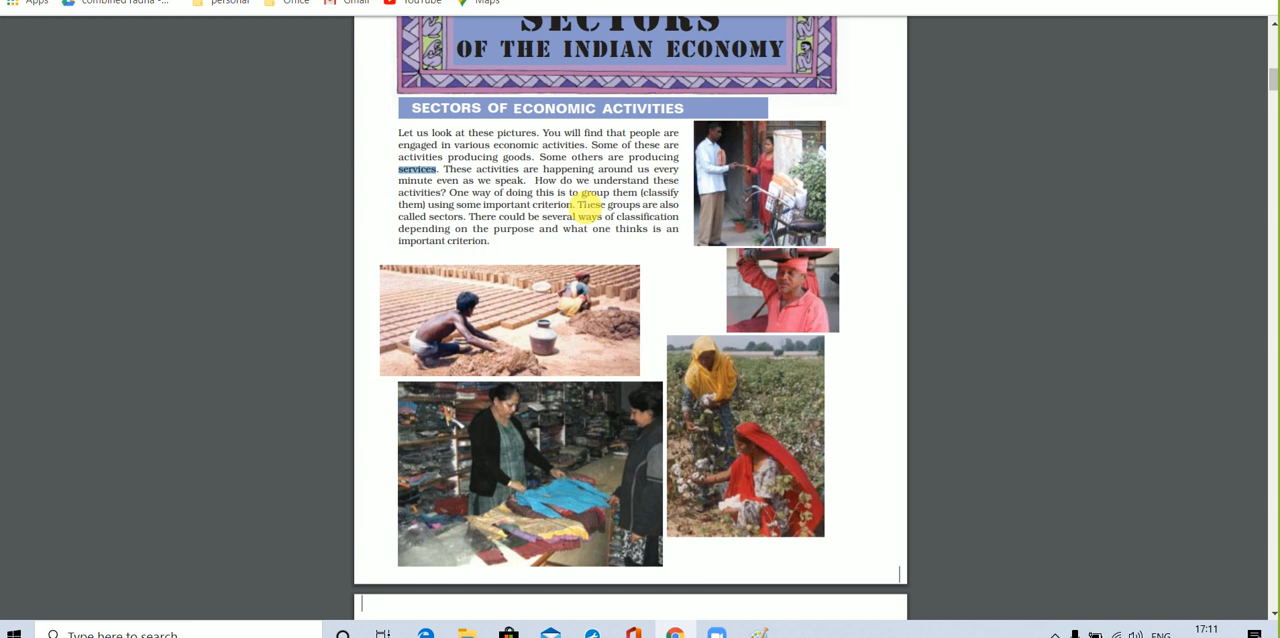 Apps
combined radha -...
personal
Office
Gmail
YouTube
Maps
SECTORS
OF THE INDIAN ECONOMY
SECTORS OF ECONOMIC ACTIVITIES
Let us look at these pictures. You will find that people are
engaged in various economic activities. Some of these are
activities producing goods. Some others are producing
services. These activities are happening around us every
minute even as we speak. How do we understand these
activities? One way of doing this is to group them (classify
them) using some important criterion. These groups are also
called sectors. There could be several ways of classification
depending on the purpose and what one thinks is an
important criterion.
Type here to search
ENG
17:11